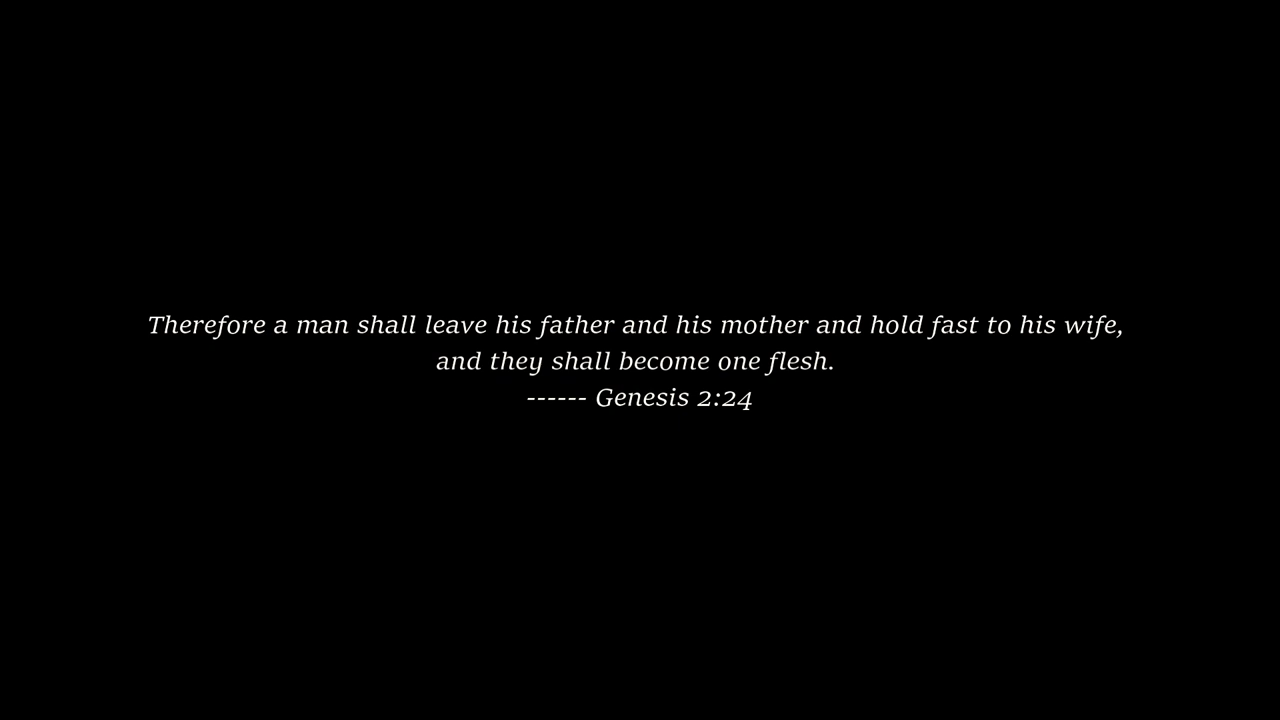 Therefore a man shall leave his father and his mother and hold fast to his wife,
and they shall become one flesh.
------ Genesis 2:24